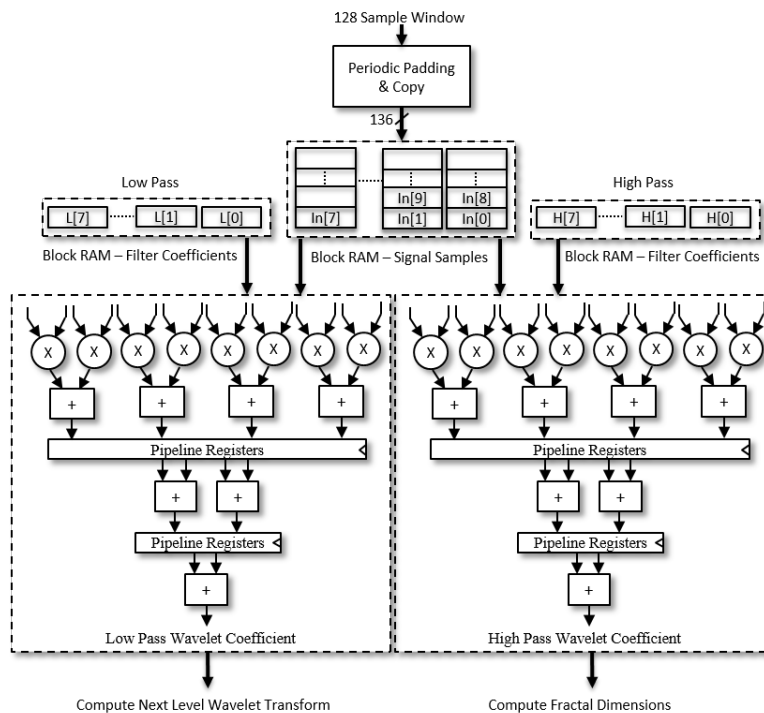 128 Sample Window
Periodic Padding
& Copy
136
Low Pass
High Pass
In[9] In[8]
L[7] L[1] L[0] In[7] In[1] In[0] H[7] H[1] H[0]
Block RAM – Filter Coefficients Block RAM – Signal Samples Block RAM – Filter Coefficients
X X X X X X X X X X X X X X X X
+ + + + + + + +
Pipeline Registers Pipeline Registers
+ + + +
Pipeline Registers Pipeline Registers
+ +
Low Pass Wavelet Coefficient High Pass Wavelet Coefficient
Compute Next Level Wavelet Transform Compute Fractal Dimensions